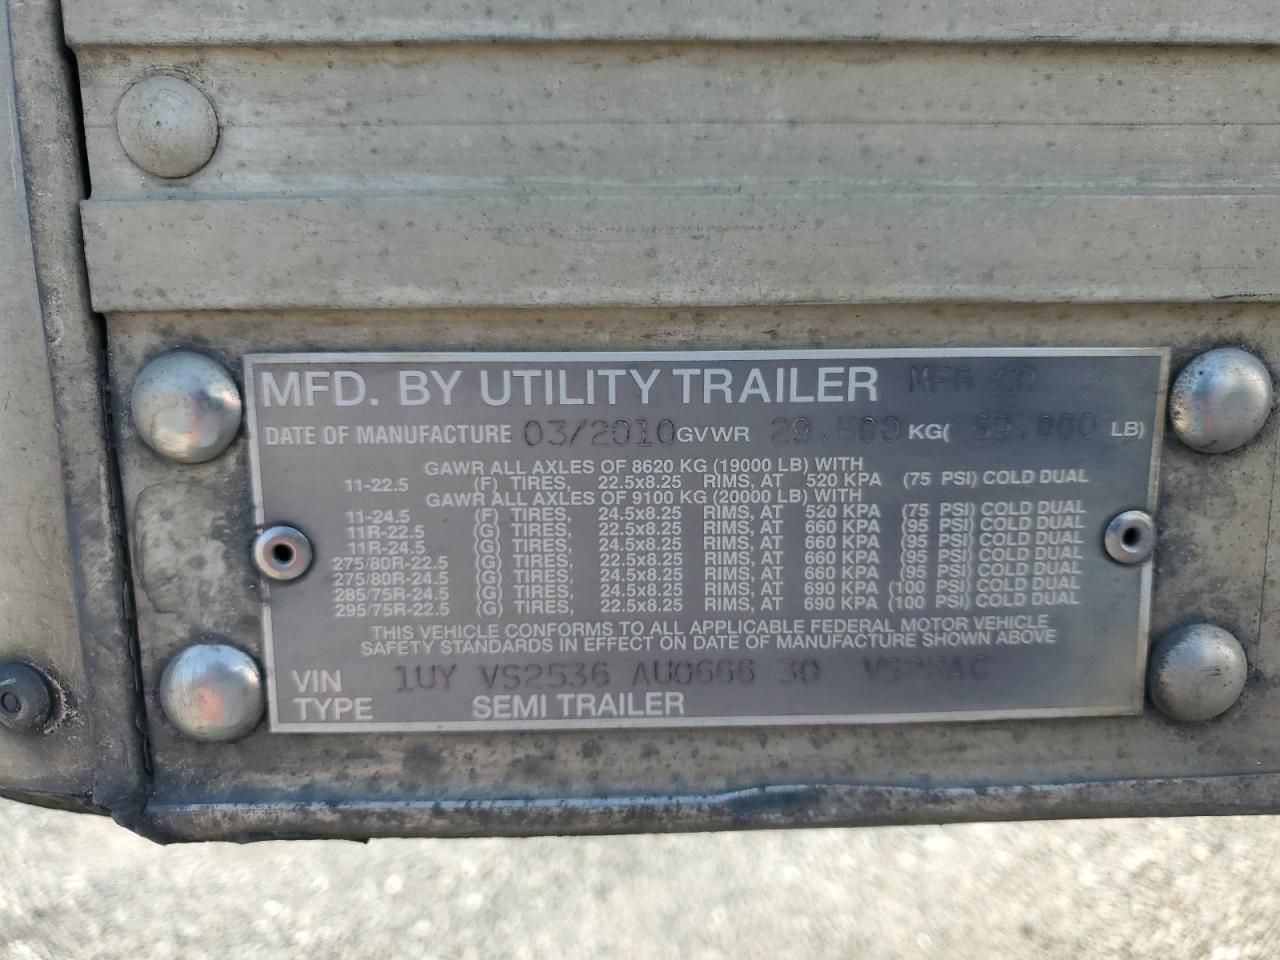 MFD. BY UTILITY TRAILER MFG CO.
DATE OF MANUFACTURE 03/2010 GVWR 29.500 KG( LB)
GAWR ALL AXLES OF 8620 KG (19000 LB) WITH
11-22.5 (F) TIRES, 22.5x8.25 RIMS, AT 520 KPA (75 PSI) COLD DUAL
GAWR ALL AXLES OF 9100 KG (20000 LB) WITH
11-24.5 (F) TIRES, 24.5x8.25 RIMS, AT 520 KPA (75 PSI) COLD DUAL
11R-22.5 (G) TIRES, 22.5x8.25 RIMS, AT 660 KPA (95 PSI) COLD DUAL
11R-24.5 (G) TIRES, 24.5x8.25 RIMS, AT 660 KPA (95 PSI) COLD DUAL
275/80R-22.5 (G) TIRES, 22.5x8.25 RIMS, AT 660 KPA (95 PSI) COLD DUAL
275/80R-24.5 (G) TIRES, 24.5x8.25 RIMS, AT 660 KPA (95 PSI) COLD DUAL
285/75R-24.5 (G) TIRES, 24.5x8.25 RIMS, AT 690 KPA (100 PSI) COLD DUAL
295/75R-22.5 (G) TIRES, 22.5x8.25 RIMS, AT 690 KPA (100 PSI) COLD DUAL
THIS VEHICLE CONFORMS TO ALL APPLICABLE FEDERAL MOTOR VEHICLE
SAFETY STANDARDS IN EFFECT ON DATE OF MANUFACTURE SHOWN ABOVE
VIN 1UY VS2536 AU0666 30 VS2RAC
TYPE SEMI TRAILER